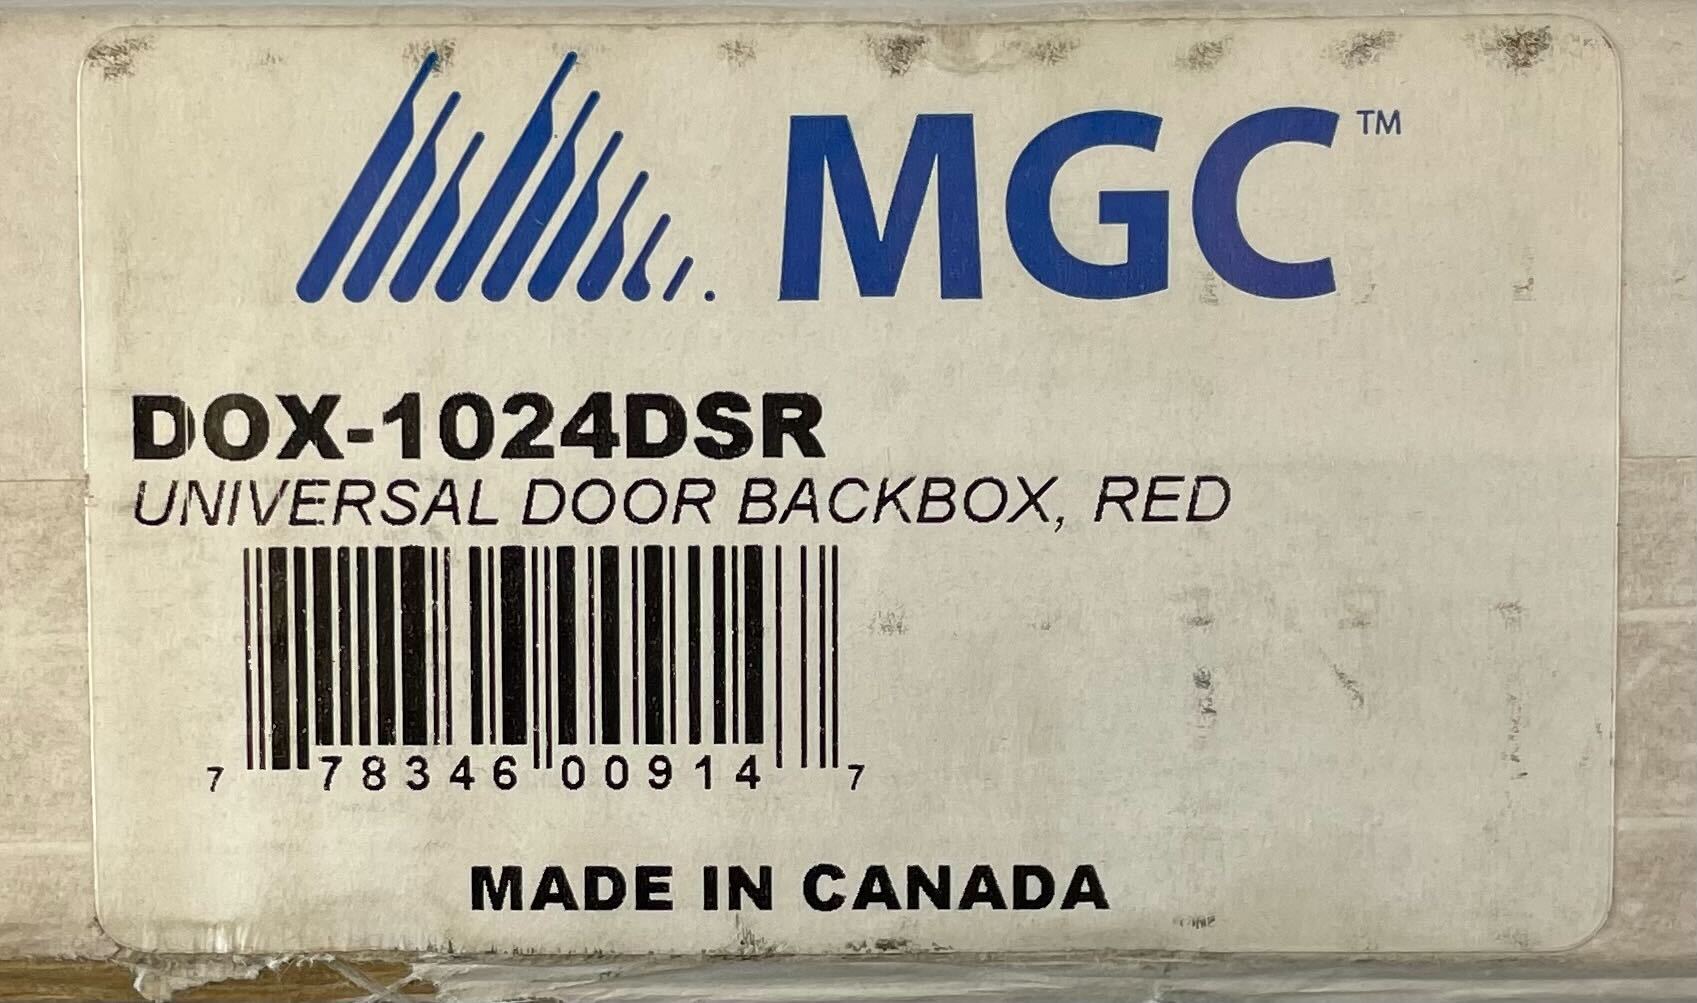 MGC™
DOX-1024DSR
UNIVERSAL DOOR BACKBOX, RED
7 78346 00914 7
MADE IN CANADA